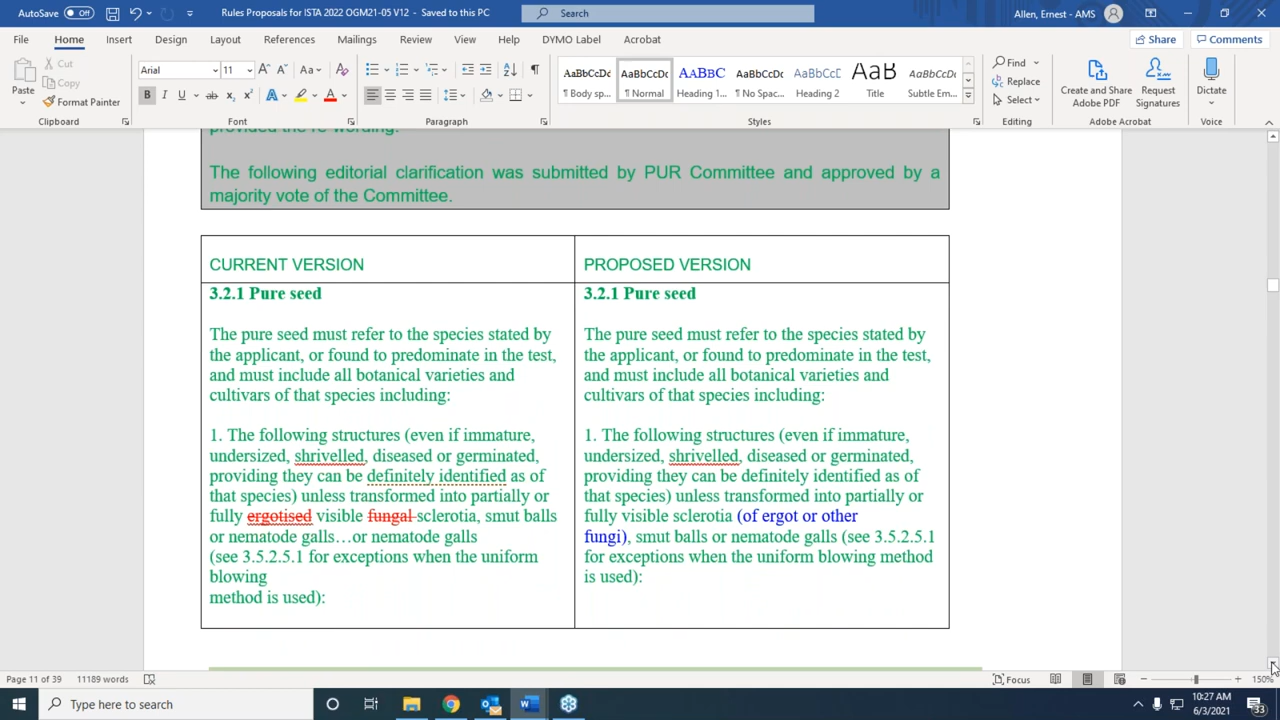 AutoSave Off
Rules Proposals for ISTA 2022 OGM21-05 V12 - Saved to this PC
Search
Allen, Ernest - AMS
File Home Insert Design Layout References Mailings Review View Help DYMO Label Acrobat
Share Comments
Paste
Cut
Copy
Format Painter
Clipboard
Arial 11
Font
Paragraph
AaBbCcDd AaBbCcDc AABBC AaBbCcDc AaBbCcE AaB AaBbCcDd
¶ Body sp... ¶ Normal Heading 1... ¶ No Spac... Heading 2 Title Subtle Em...
Styles
Find
Replace
Select
Editing
Create and Share
Adobe PDF
Request
Signatures
Adobe Acrobat
Dictate
Voice
provided the re-wording.
The following editorial clarification was submitted by PUR Committee and approved by a
majority vote of the Committee.
CURRENT VERSION
3.2.1 Pure seed
The pure seed must refer to the species stated by
the applicant, or found to predominate in the test,
and must include all botanical varieties and
cultivars of that species including:
1. The following structures (even if immature,
undersized, shrivelled, diseased or germinated,
providing they can be definitely identified as of
that species) unless transformed into partially or
fully ergotised visible fungal sclerotia, smut balls
or nematode galls…or nematode galls
(see 3.5.2.5.1 for exceptions when the uniform
blowing
method is used):
PROPOSED VERSION
3.2.1 Pure seed
The pure seed must refer to the species stated by
the applicant, or found to predominate in the test,
and must include all botanical varieties and
cultivars of that species including:
1. The following structures (even if immature,
undersized, shrivelled, diseased or germinated,
providing they can be definitely identified as of
that species) unless transformed into partially or
fully visible sclerotia (of ergot or other
fungi), smut balls or nematode galls (see 3.5.2.5.1
for exceptions when the uniform blowing method
is used):
Page 11 of 39 11189 words
Focus
150%
Type here to search
10:27 AM
6/3/2021
33